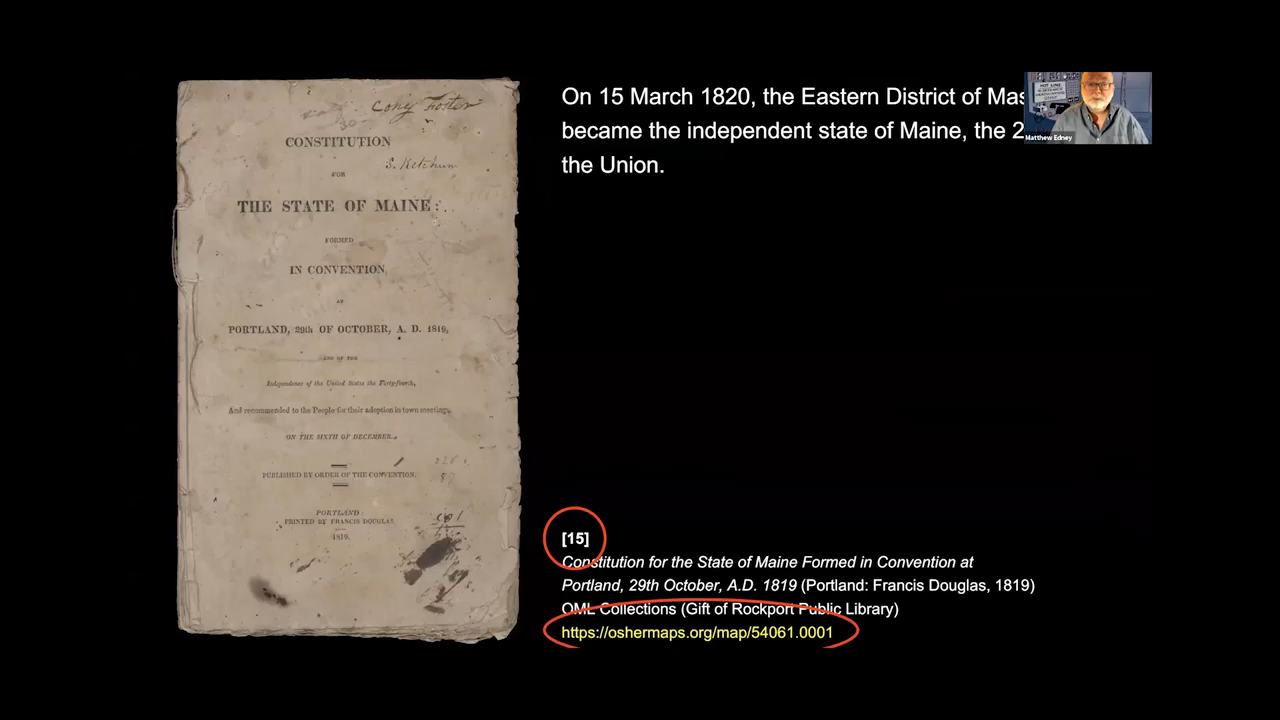 Cony Foster
CONSTITUTION
S. Ketchum
FOR
THE STATE OF MAINE:
FORMED
IN CONVENTION
AT
PORTLAND, 29th OF OCTOBER, A. D. 1819,
AND OF THE
Independence of the United States the Forty-fourth,
And recommended to the People for their adoption in town meetings,
ON THE SIXTH OF DECEMBER.
PUBLISHED BY ORDER OF THE CONVENTION.
PORTLAND:
PRINTED BY FRANCIS DOUGLAS
1819.
On 15 March 1820, the Eastern District of Mas
became the independent state of Maine, the 2
the Union.
HOT LINE
Matthew Edney
[15]
Constitution for the State of Maine Formed in Convention at
Portland, 29th October, A.D. 1819 (Portland: Francis Douglas, 1819)
OML Collections (Gift of Rockport Public Library)
https://oshermaps.org/map/54061.0001